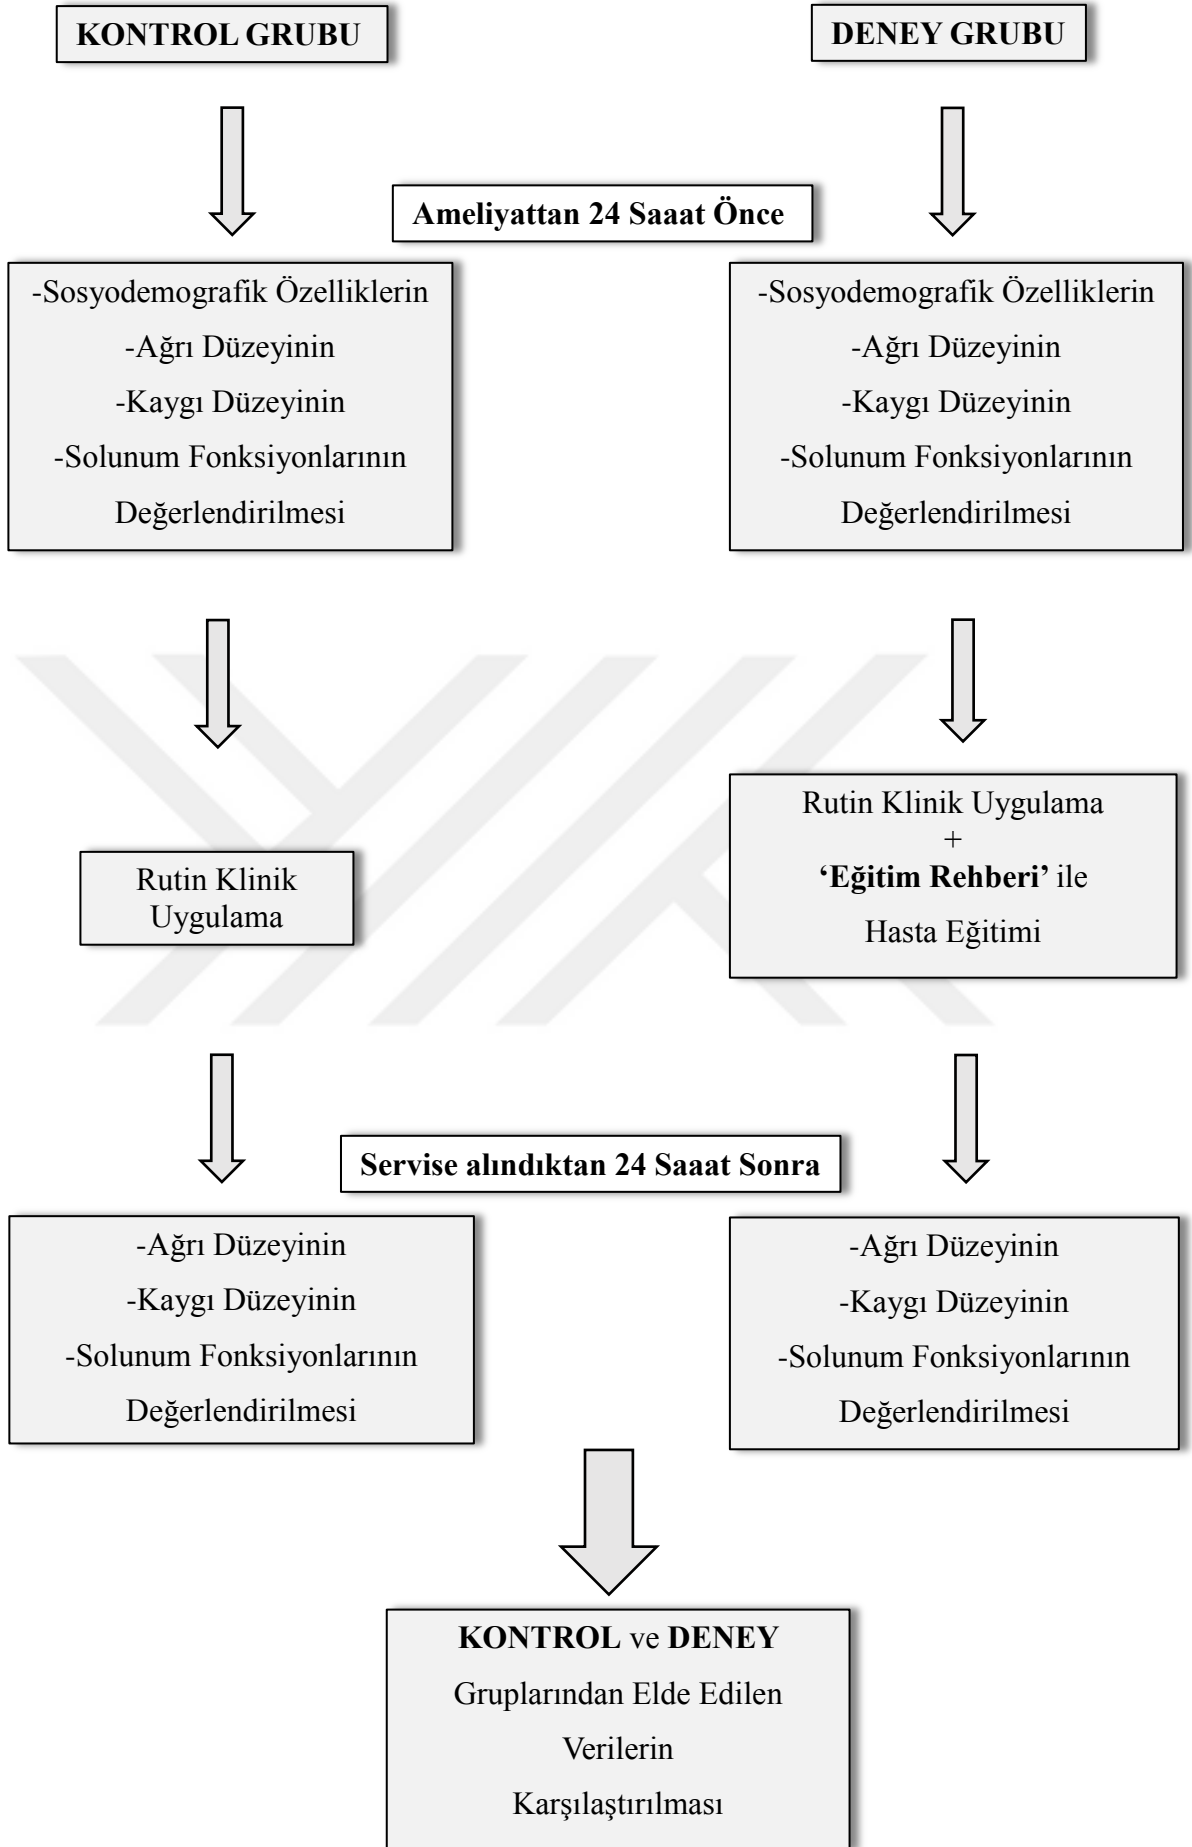 KONTROL GRUBU
DENEY GRUBU
Ameliyattan 24 Saaat Önce
-Sosyodemografik Özelliklerin
-Ağrı Düzeyinin
-Kaygı Düzeyinin
-Solunum Fonksiyonlarının
Değerlendirilmesi
-Sosyodemografik Özelliklerin
-Ağrı Düzeyinin
-Kaygı Düzeyinin
-Solunum Fonksiyonlarının
Değerlendirilmesi
Rutin Klinik
Uygulama
Rutin Klinik Uygulama
+
‘Eğitim Rehberi’ ile
Hasta Eğitimi
Servise alındıktan 24 Saaat Sonra
-Ağrı Düzeyinin
-Kaygı Düzeyinin
-Solunum Fonksiyonlarının
Değerlendirilmesi
-Ağrı Düzeyinin
-Kaygı Düzeyinin
-Solunum Fonksiyonlarının
Değerlendirilmesi
KONTROL ve DENEY
Gruplarından Elde Edilen
Verilerin
Karşılaştırılması